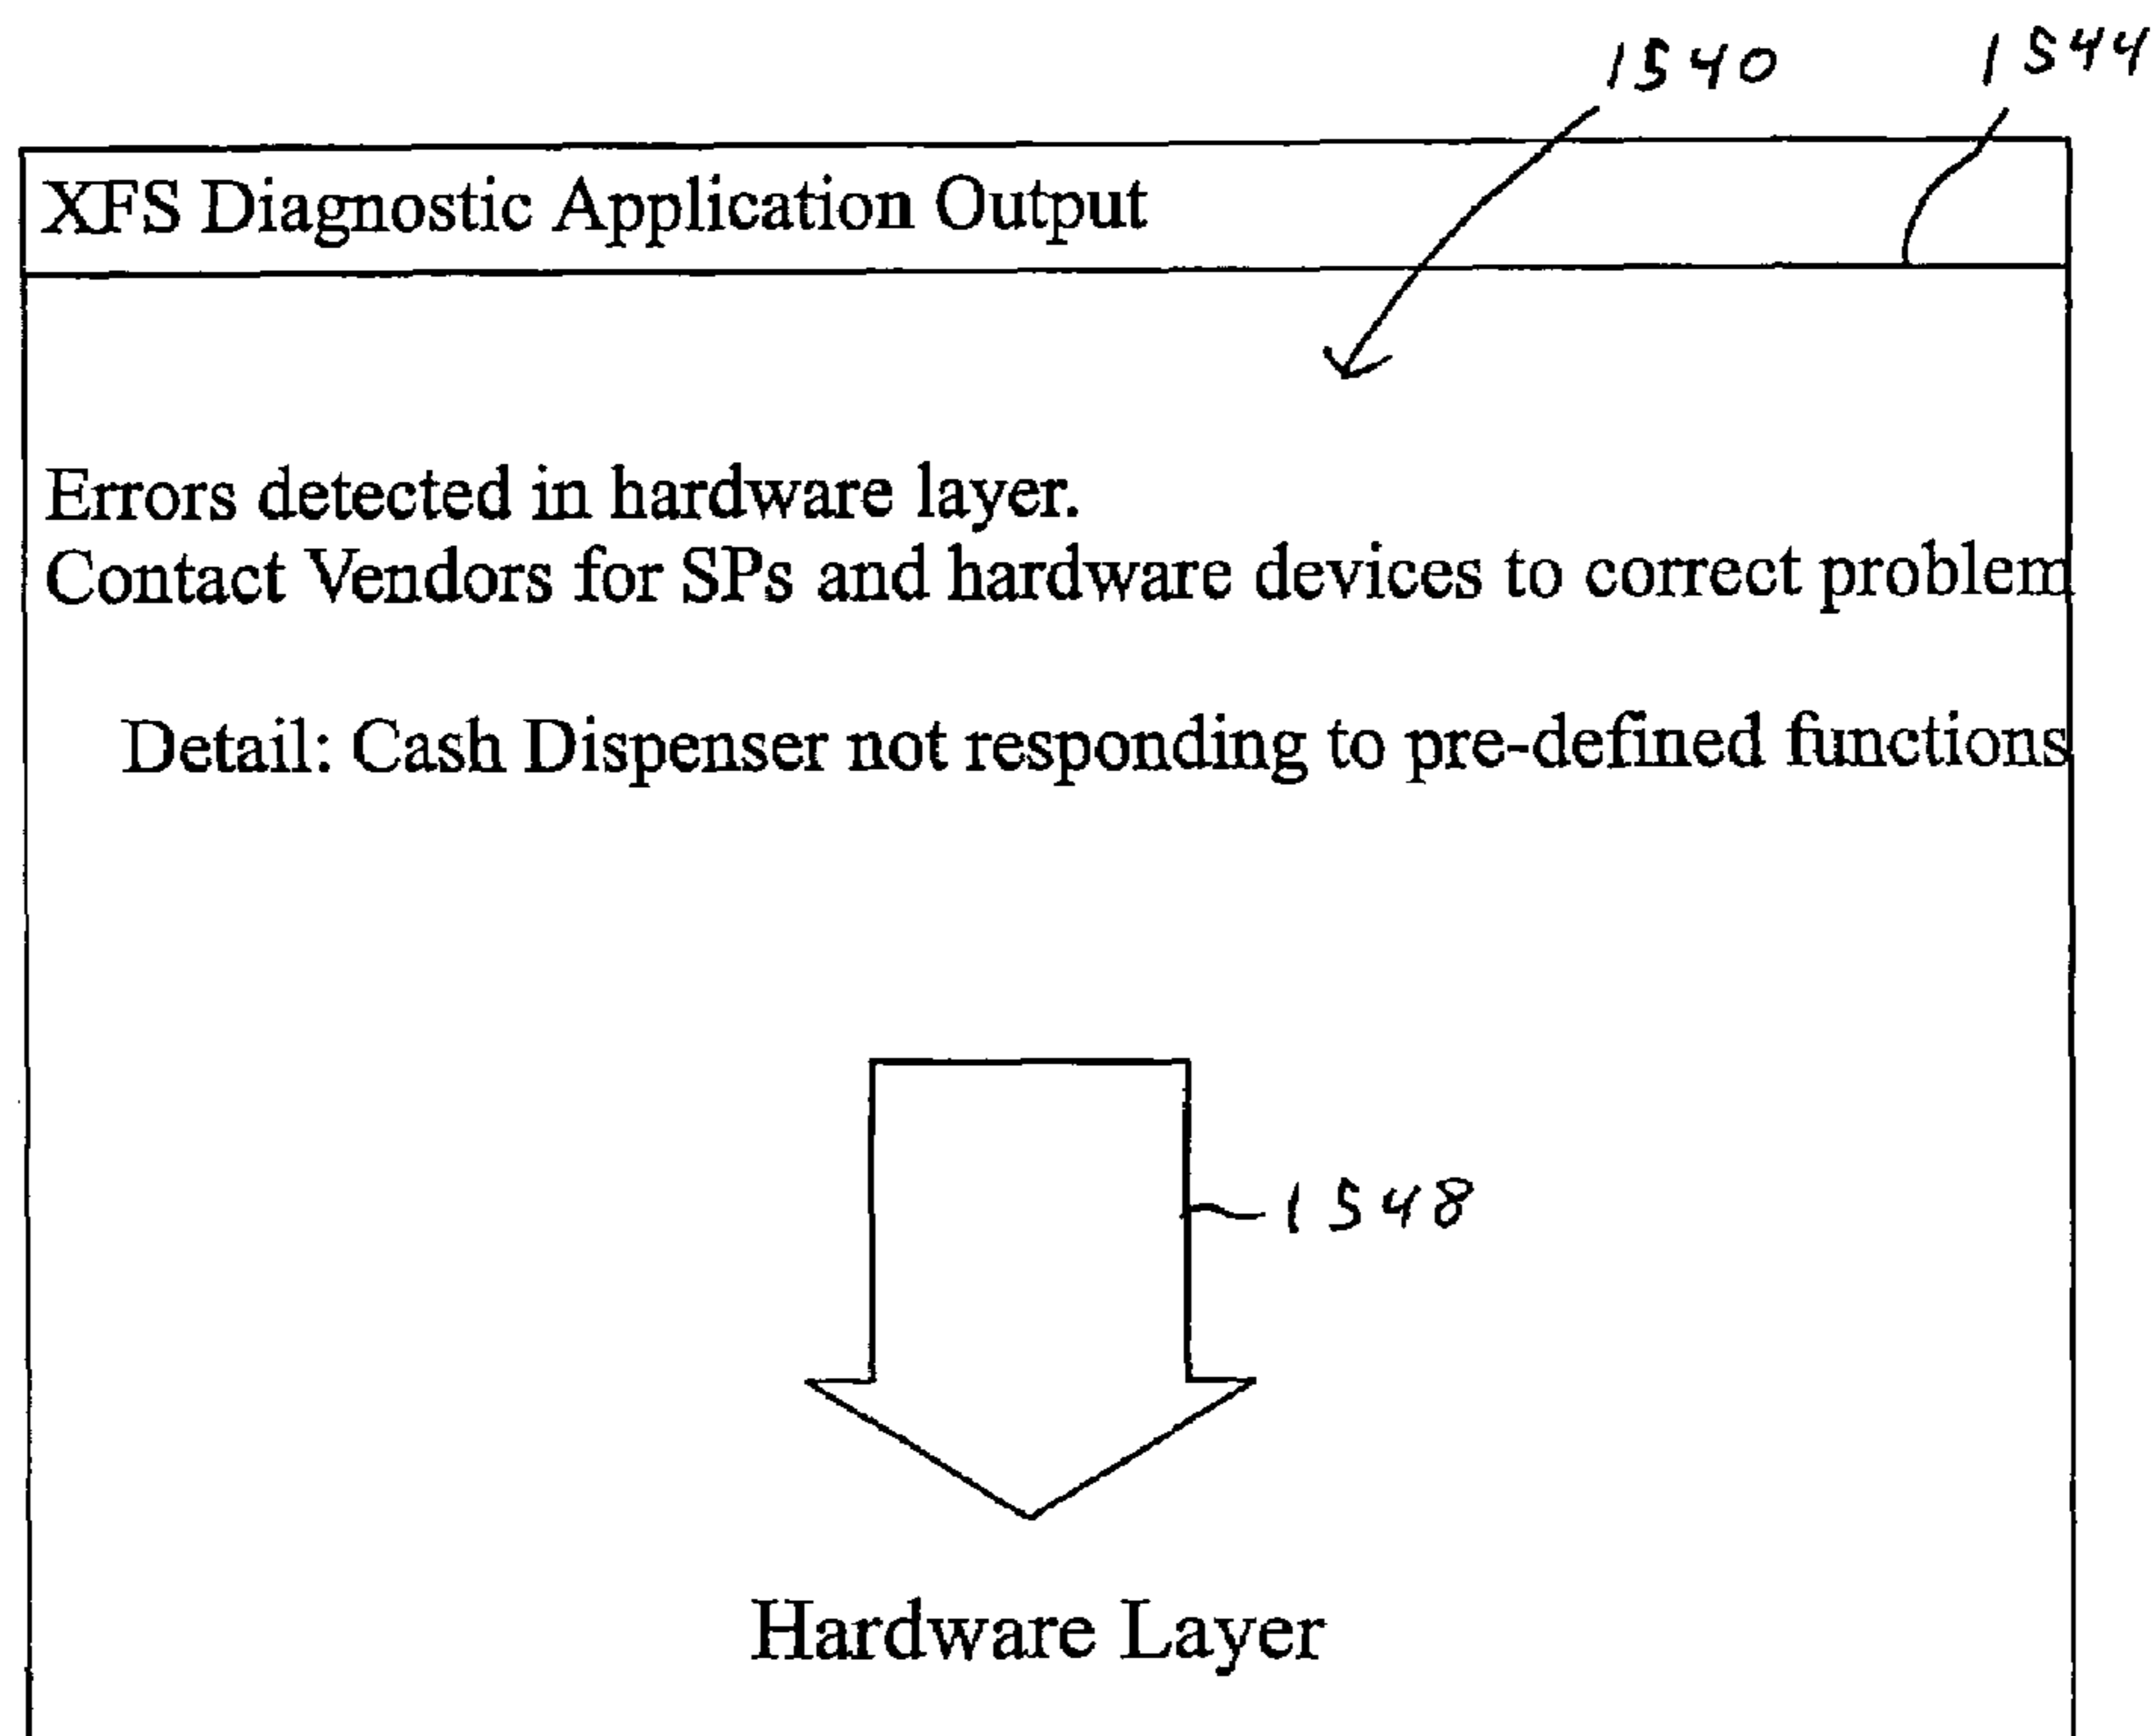 1540
1544
XFS Diagnostic Application Output
Errors detected in hardware layer.
Contact Vendors for SPs and hardware devices to correct problem
Detail: Cash Dispenser not responding to pre-defined functions
1548
Hardware Layer